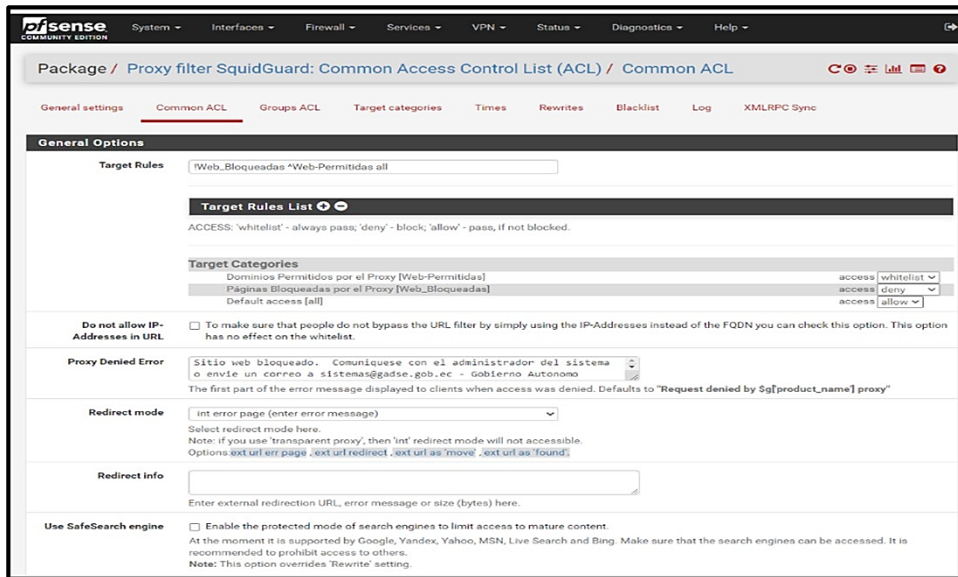 pfsense System Interfaces Firewall Services VPN Status Diagnostics Help
COMMUNITY EDITION
Package / Proxy filter SquidGuard: Common Access Control List (ACL) / Common ACL
General settings Common ACL Groups ACL Target categories Times Rewrites Blacklist Log XMLRPC Sync
General Options
Target Rules !Web_Bloqueadas ^Web-Permitidas all
Target Rules List
ACCESS: 'whitelist' - always pass; 'deny' - block; 'allow' - pass, if not blocked.
Target Categories
Dominios Permitidos por el Proxy [Web-Permitidas] access whitelist
Páginas Bloqueadas por el Proxy [Web_Bloqueadas] access deny
Default access [all] access allow
Do not allow IP-Addresses in URL
To make sure that people do not bypass the URL filter by simply using the IP-Addresses instead of the FQDN you can check this option. This option
has no effect on the whitelist.
Proxy Denied Error
Sitio web bloqueado. Comuniquese con el administrador del sistema
o envie un correo a sistemas@gadse.gob.ec - Gobierno Autonomo
The first part of the error message displayed to clients when access was denied. Defaults to "Request denied by $g['product_name'] proxy"
Redirect mode int error page (enter error message)
Select redirect mode here.
Note: if you use 'transparent proxy', then 'int' redirect mode will not accessible.
Options:ext url err page , ext url redirect , ext url as 'move' , ext url as 'found'.
Redirect info
Enter external redirection URL, error message or size (bytes) here.
Use SafeSearch engine Enable the protected mode of search engines to limit access to mature content.
At the moment it is supported by Google, Yandex, Yahoo, MSN, Live Search and Bing. Make sure that the search engines can be accessed. It is
recommended to prohibit access to others.
Note: This option overrides 'Rewrite' setting.